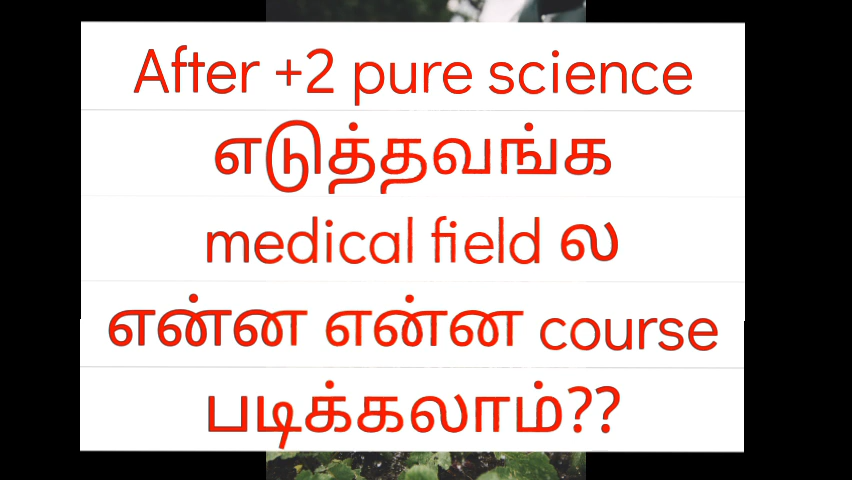 After +2 pure science
எடுத்தவங்க
medical field ல
என்ன என்ன course
படிக்கலாம்??